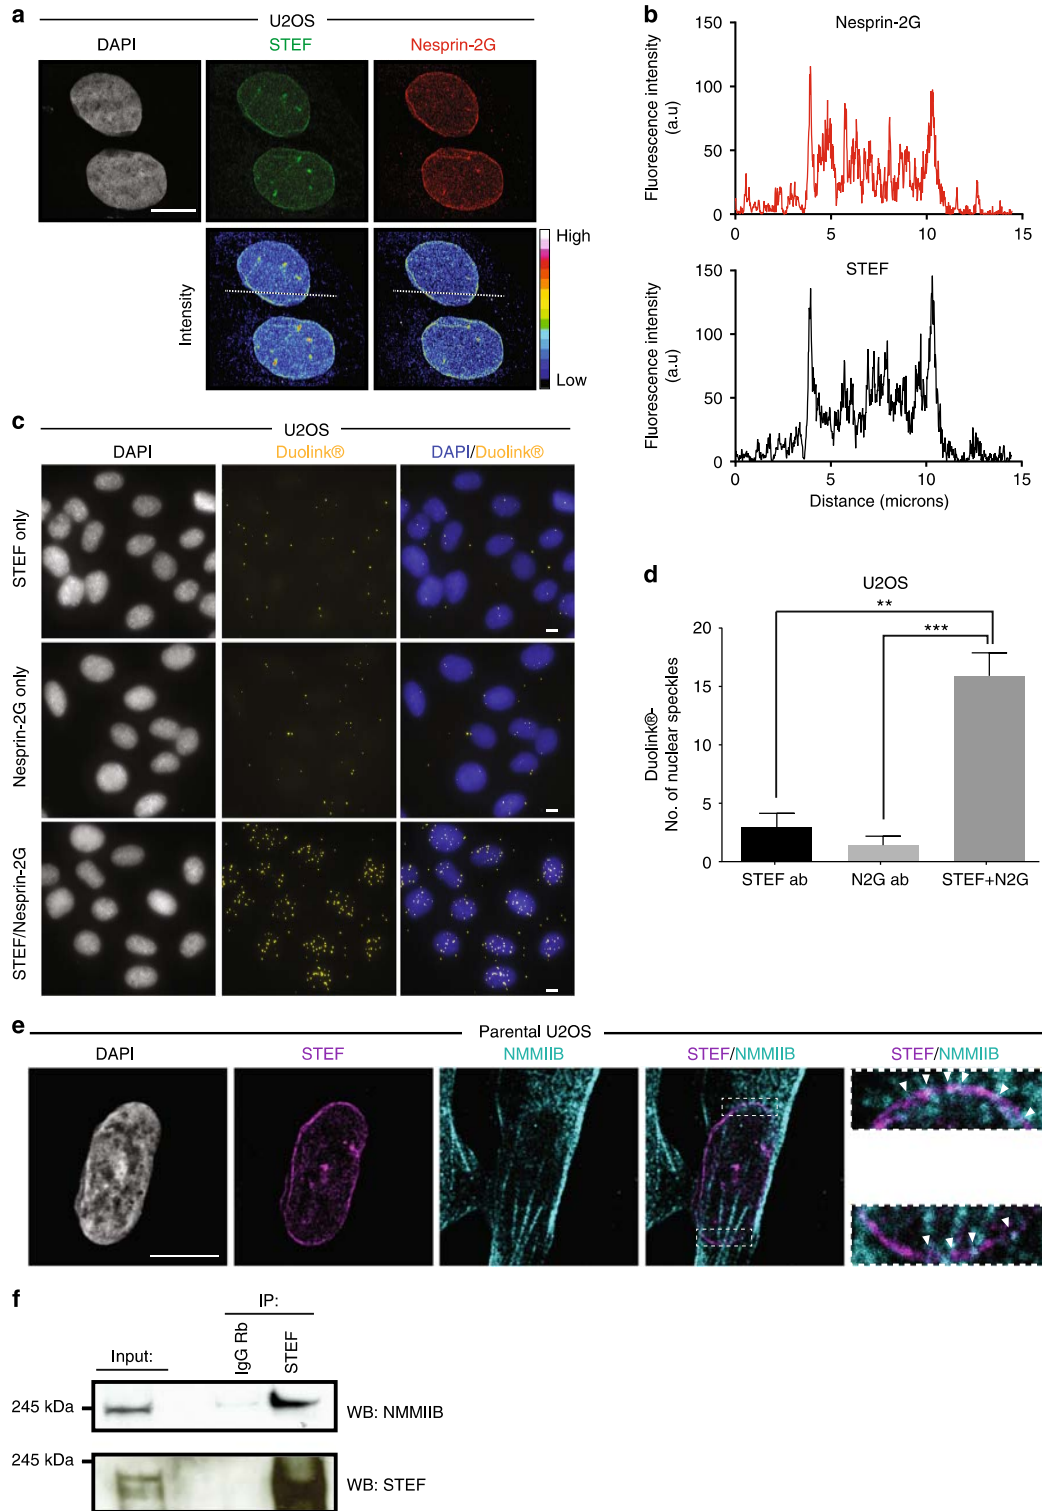 a
U2OS
DAPI
STEF
Nesprin-2G
Intensity
High
Low
b
Nesprin-2G
Fluorescence intensity
(a.u)
150
100
50
0
0
5
10
15
STEF
Fluorescence intensity
(a.u)
150
100
50
0
0
5
10
15
Distance (microns)
c
U2OS
DAPI
Duolink®
DAPI/Duolink®
STEF only
Nesprin-2G only
STEF/Nesprin-2G
d
U2OS
**
***
Duolink®-
No. of nuclear speckles
20
15
10
5
0
STEF ab
N2G ab
STEF+N2G
e
Parental U2OS
DAPI
STEF
NMMIIB
STEF/NMMIIB
STEF/NMMIIB
f
IP:
Input:
IgG Rb
STEF
245 kDa
WB: NMMIIB
245 kDa
WB: STEF